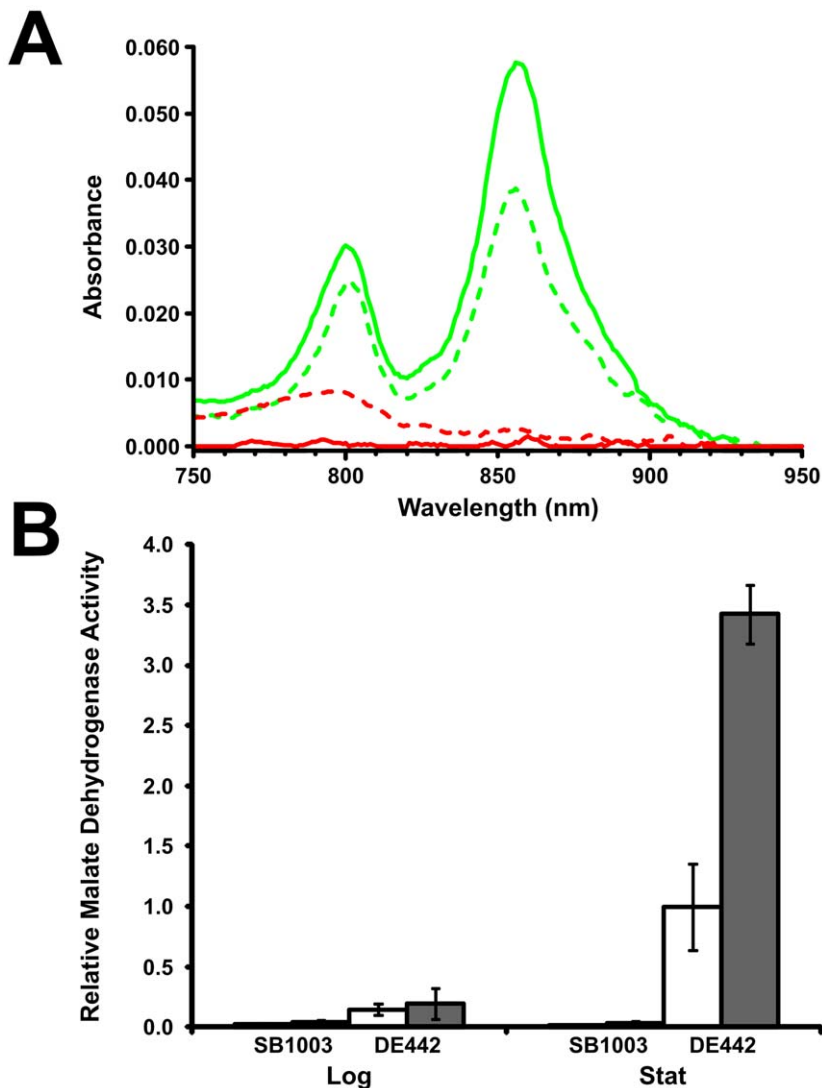 A
0.060
0.050
0.040
0.030
0.020
0.010
0.000
Absorbance
750 800 850 900 950
Wavelength (nm)
B
4.0
3.5
3.0
2.5
2.0
1.5
1.0
0.5
0.0
Relative Malate Dehydrogenase Activity
SB1003 DE442 SB1003 DE442
Log Stat